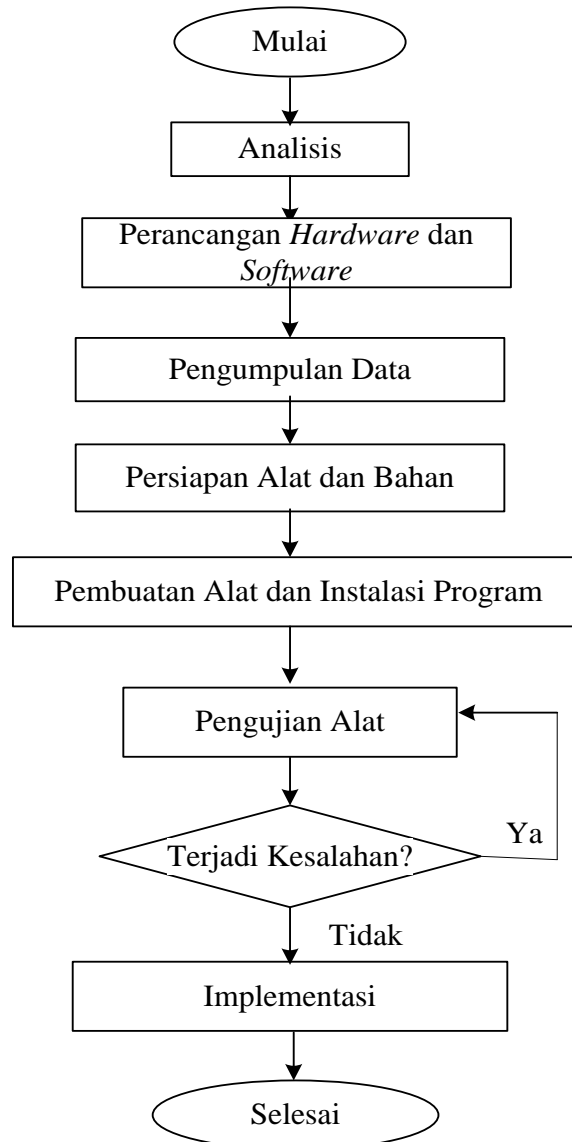 Mulai
Analisis
Perancangan Hardware dan
Software
Pengumpulan Data
Persiapan Alat dan Bahan
Pembuatan Alat dan Instalasi Program
Pengujian Alat
Terjadi Kesalahan?
Ya
Tidak
Implementasi
Selesai